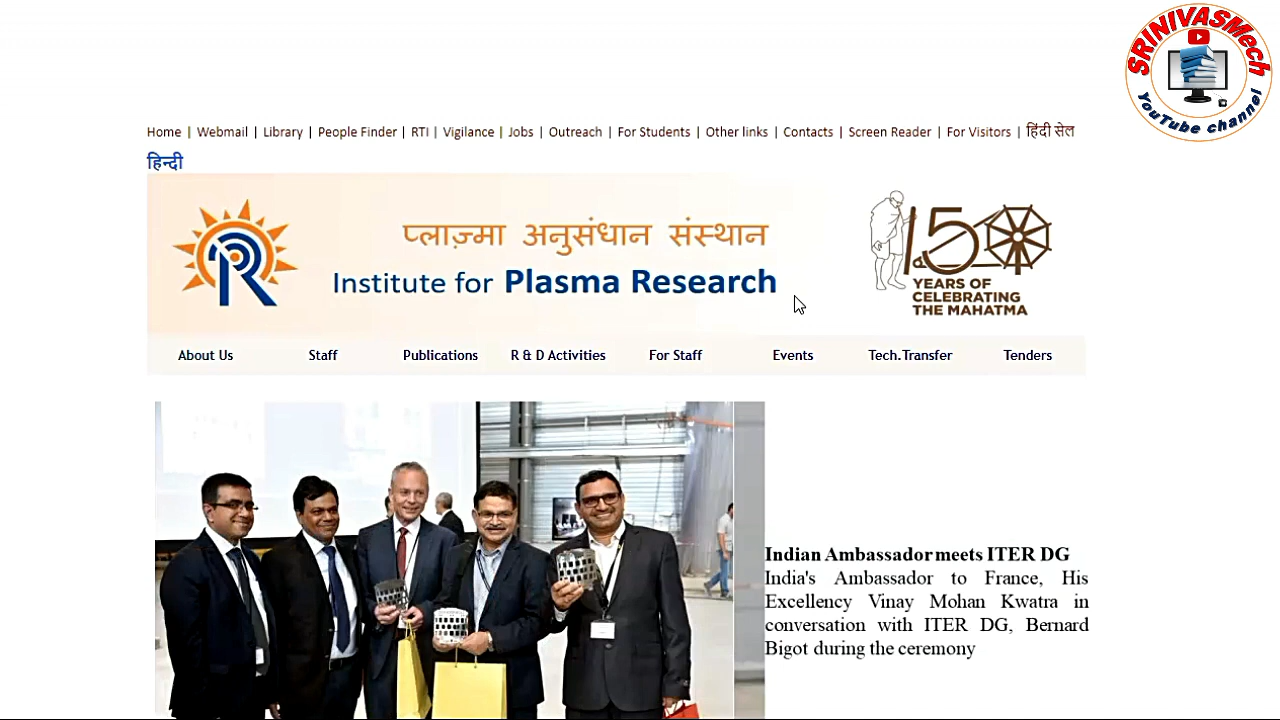 SRINIVASMech
YouTube channel
Home | Webmail | Library | People Finder | RTI | Vigilance | Jobs | Outreach | For Students | Other links | Contacts | Screen Reader | For Visitors | हिंदी सेल
हिन्दी
प्लाज़्मा अनुसंधान संस्थान
Institute for Plasma Research
150
YEARS OF
CELEBRATING
THE MAHATMA
About Us Staff Publications R & D Activities For Staff Events Tech.Transfer Tenders
Indian Ambassador meets ITER DG
India's Ambassador to France, His
Excellency Vinay Mohan Kwatra in
conversation with ITER DG, Bernard
Bigot during the ceremony